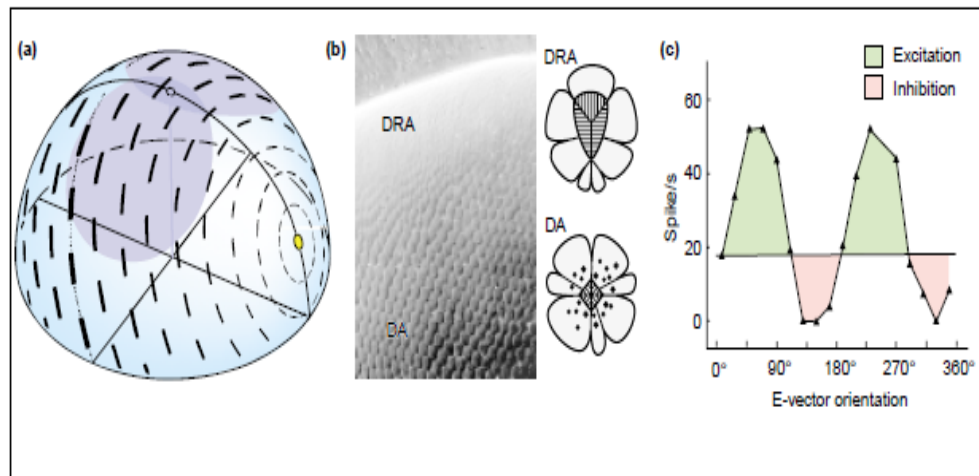 (a)
(b)
DRA
DA
DRA
DA
(c)
Excitation
Inhibition
Spike/s
60
40
20
0
0° 90° 180° 270° 360°
E-vector orientation